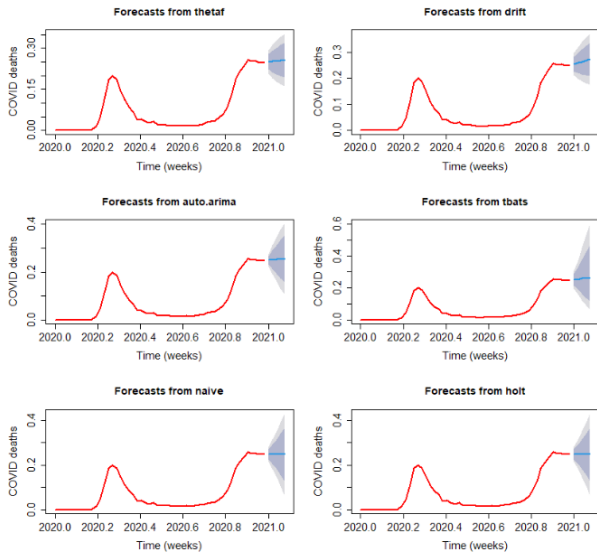 Forecasts from thetaf
COVID deaths
0.00 0.15 0.30
2020.0 2020.2 2020.4 2020.6 2020.8 2021.0
Time (weeks)
Forecasts from drift
COVID deaths
0.0 0.1 0.2 0.3
2020.0 2020.2 2020.4 2020.6 2020.8 2021.0
Time (weeks)
Forecasts from auto.arima
COVID deaths
0.0 0.2 0.4
2020.0 2020.2 2020.4 2020.6 2020.8 2021.0
Time (weeks)
Forecasts from tbats
COVID deaths
0.0 0.2 0.4 0.6
2020.0 2020.2 2020.4 2020.6 2020.8 2021.0
Time (weeks)
Forecasts from naive
COVID deaths
0.0 0.2 0.4
2020.0 2020.2 2020.4 2020.6 2020.8 2021.0
Time (weeks)
Forecasts from holt
COVID deaths
0.0 0.2 0.4
2020.0 2020.2 2020.4 2020.6 2020.8 2021.0
Time (weeks)